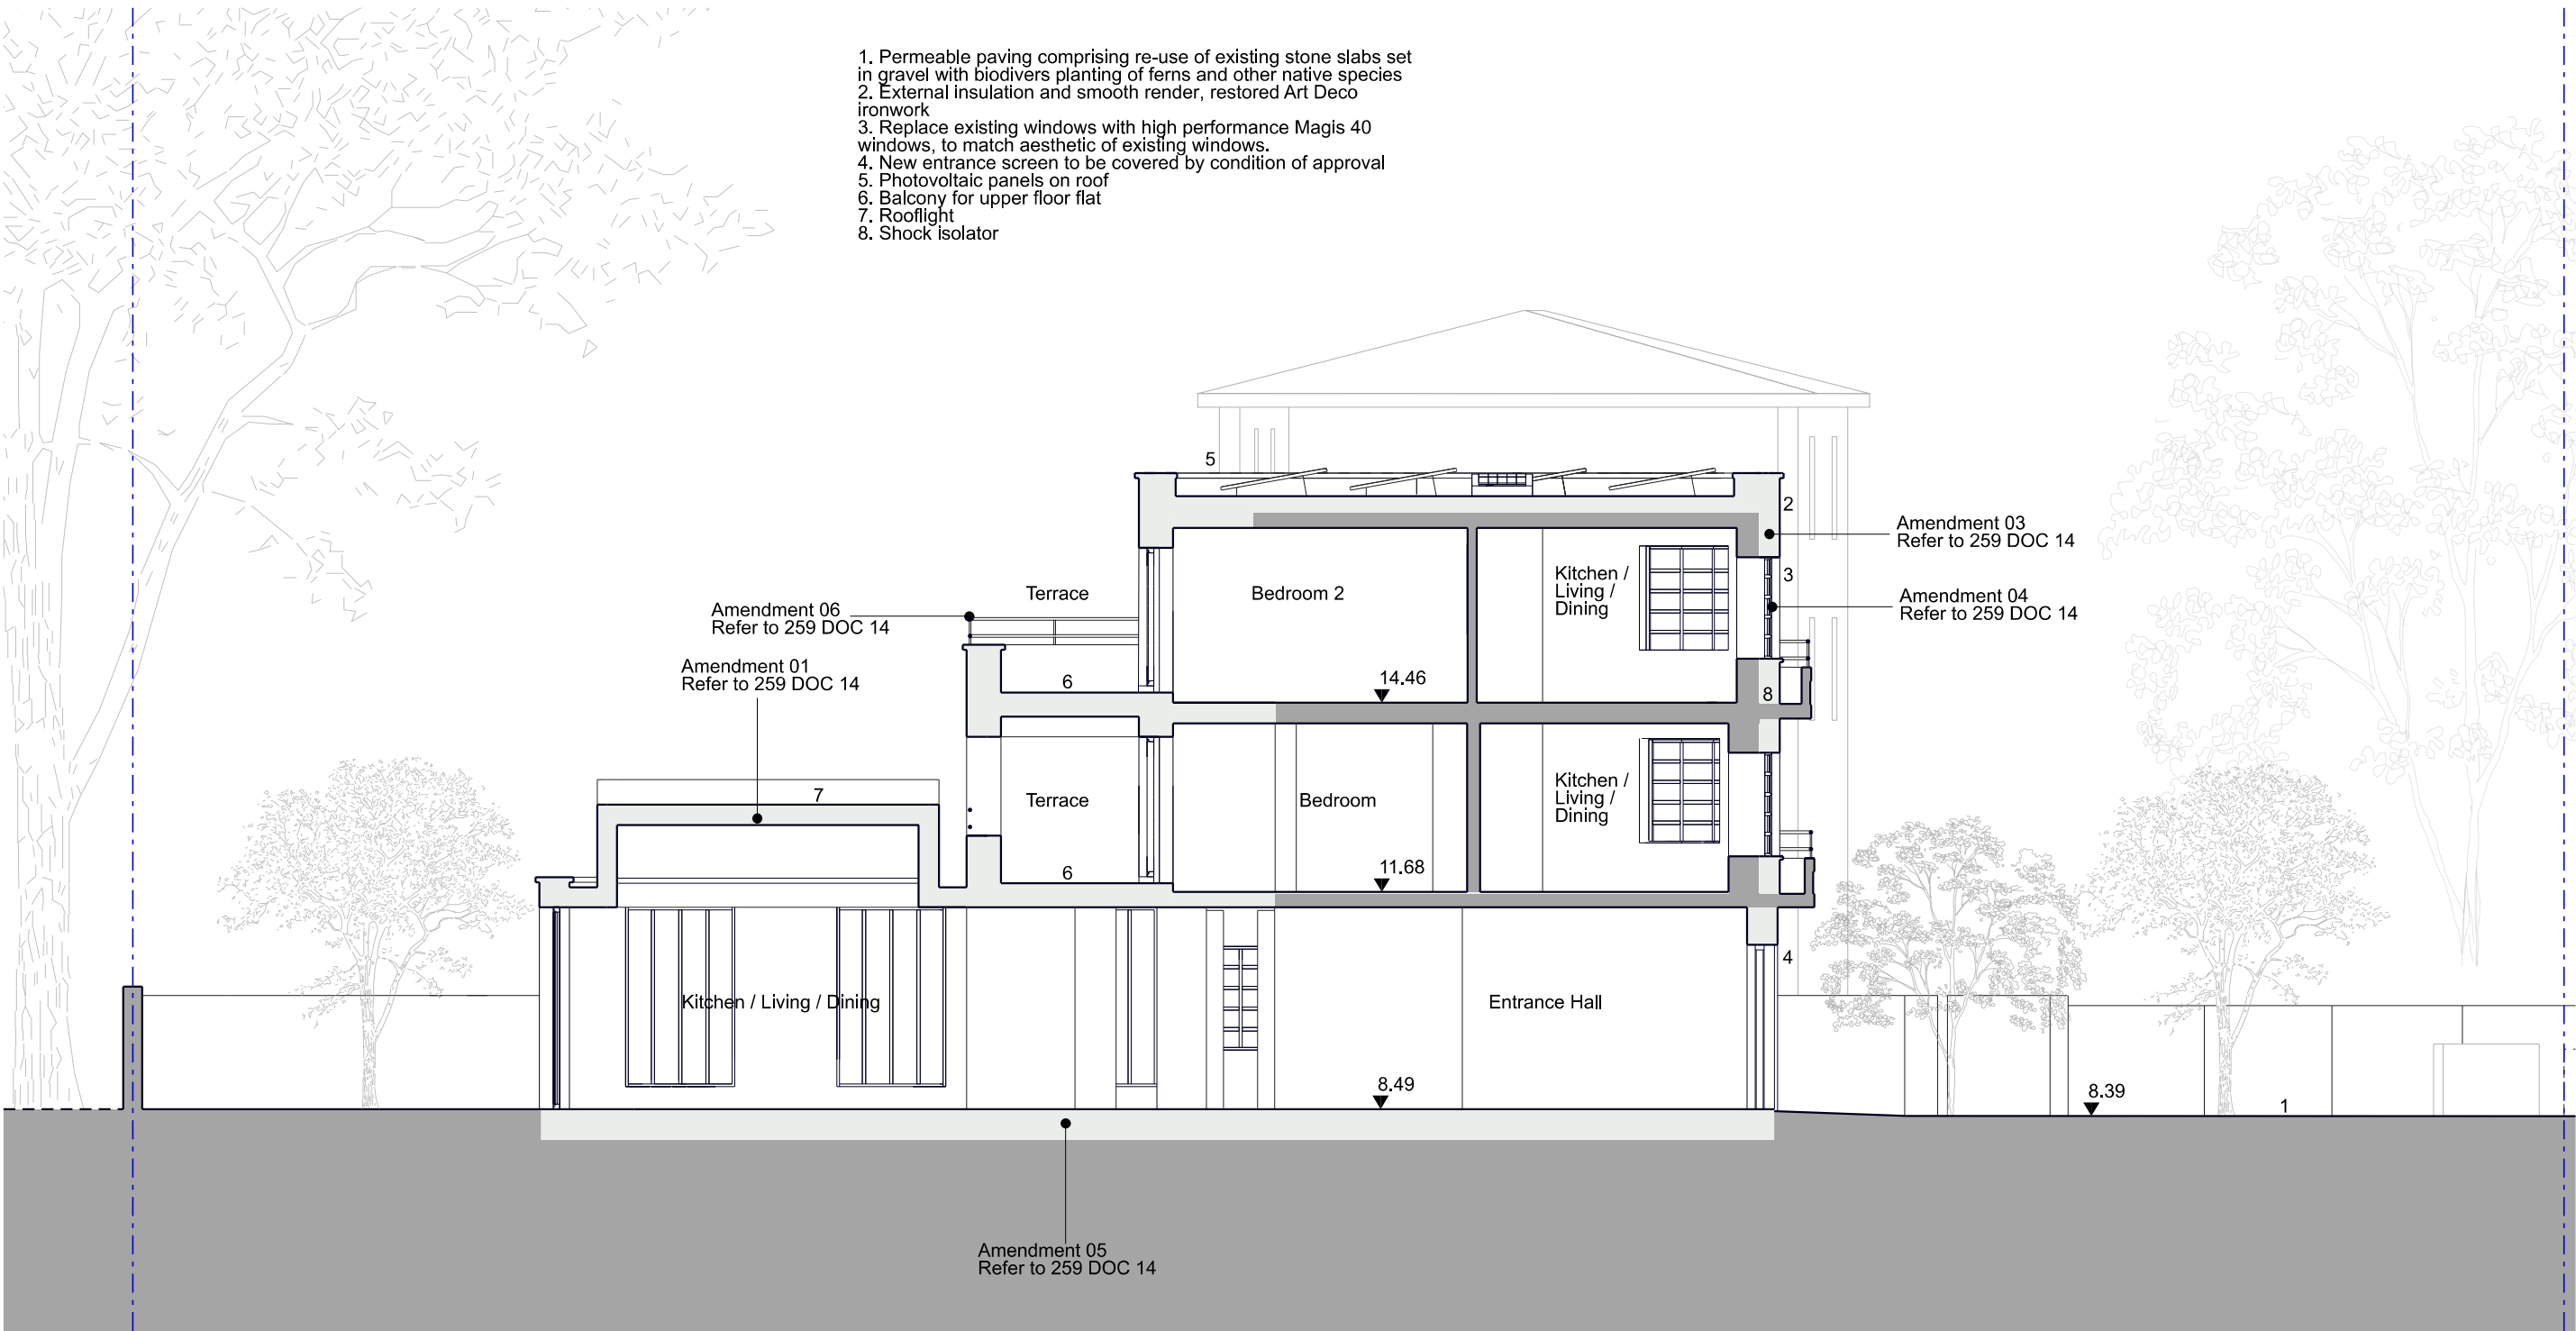 1. Permeable paving comprising re-use of existing stone slabs set
in gravel with biodivers planting of ferns and other native species
2. External insulation and smooth render, restored Art Deco
ironwork
3. Replace existing windows with high performance Magis 40
windows, to match aesthetic of existing windows.
4. New entrance screen to be covered by condition of approval
5. Photovoltaic panels on roof
6. Balcony for upper floor flat
7. Rooflight
8. Shock isolator
5
2
Amendment 03
Refer to 259 DOC 14
3
Amendment 04
Refer to 259 DOC 14
Terrace
Bedroom 2
Kitchen /
Living /
Dining
Amendment 06
Refer to 259 DOC 14
Amendment 01
Refer to 259 DOC 14
6
14.46
8
7
Terrace
Bedroom
Kitchen /
Living /
Dining
6
11.68
4
Kitchen / Living / Dining
Entrance Hall
8.49
8.39
1
Amendment 05
Refer to 259 DOC 14